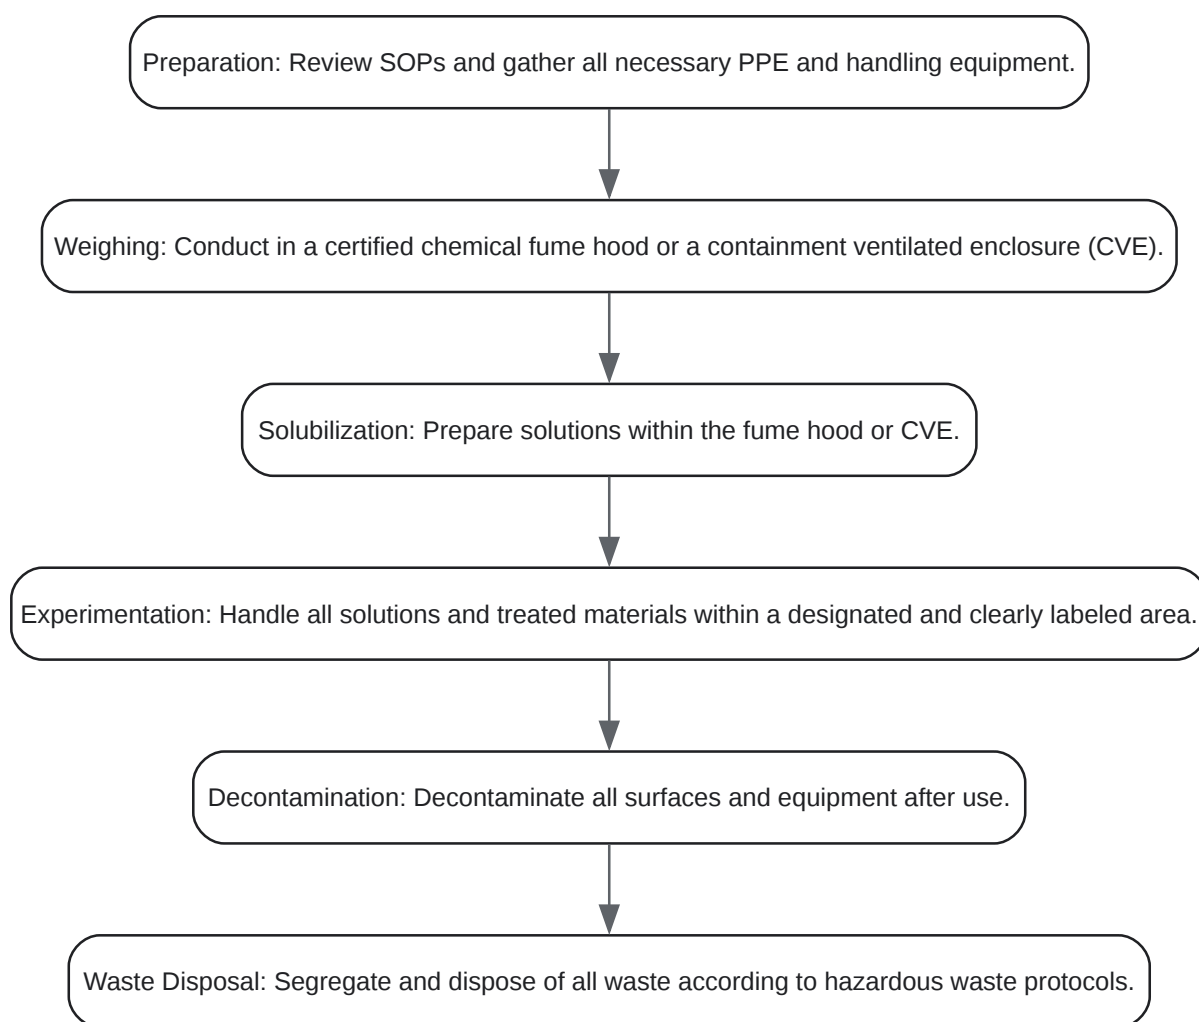 Preparation: Review SOPs and gather all necessary PPE and handling equipment.
Weighing: Conduct in a certified chemical fume hood or a containment ventilated enclosure (CVE).
Solubilization: Prepare solutions within the fume hood or CVE.
Experimentation: Handle all solutions and treated materials within a designated and clearly labeled area.
Decontamination: Decontaminate all surfaces and equipment after use.
Waste Disposal: Segregate and dispose of all waste according to hazardous waste protocols.